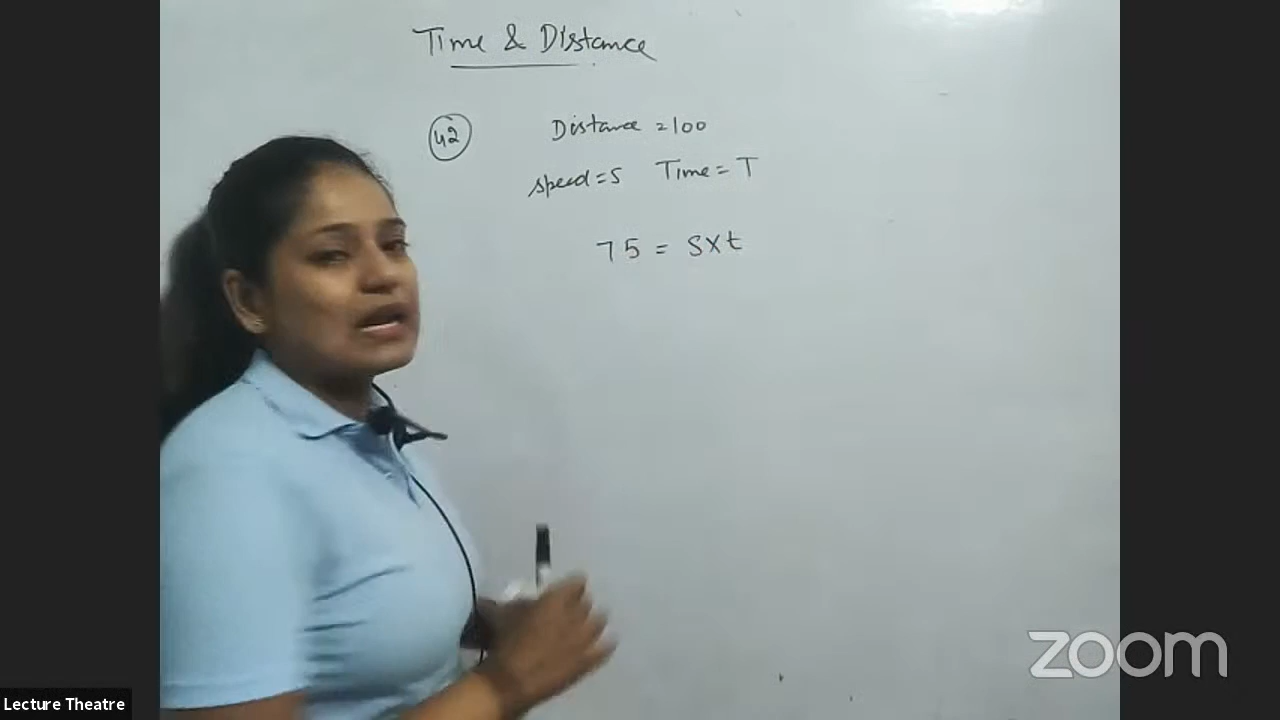 Time & Distance
42 Distance = 100
Speed = S Time = T
75 = S×t
zoom
Lecture Theatre